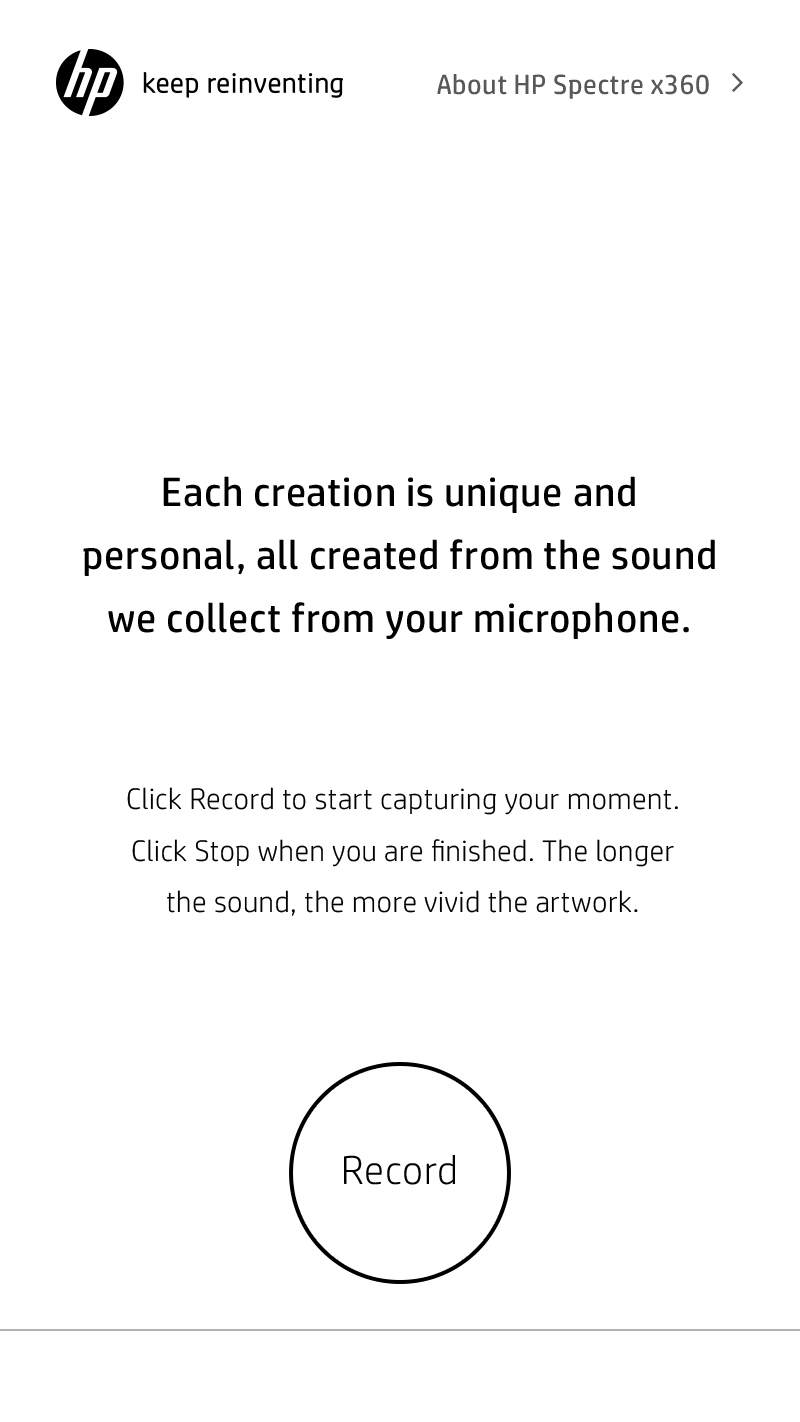 hp keep reinventing
About HP Spectre x360
Each creation is unique and
personal, all created from the sound
we collect from your microphone.
Click Record to start capturing your moment.
Click Stop when you are finished. The longer
the sound, the more vivid the artwork.
Record